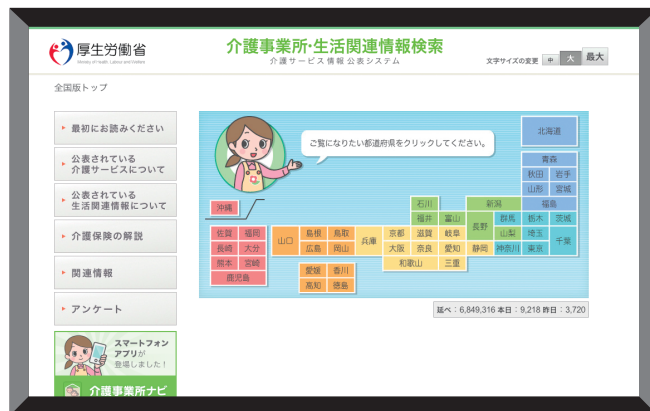 厚生労働省
Ministry of Health, Labour and Welfare
介護事業所・生活関連情報検索
介護サービス情報公表システム
文字サイズの変更 中 大 最大
全国版トップ
最初にお読みください
公表されている
介護サービスについて
公表されている
生活関連情報について
介護保険の解説
関連情報
アンケート
スマートフォン
アプリが
登場しました!
介護事業所ナビ
ご覧になりたい都道府県をクリックしてください。
北海道
青森
秋田 岩手
山形 宮城
沖縄 石川 新潟 福島
福井 富山 長野 群馬 栃木 茨城
佐賀 福岡 山口 島根 鳥取 兵庫 京都 滋賀 岐阜 山梨 埼玉 千葉
長崎 大分 広島 岡山 大阪 奈良 愛知 静岡 神奈川 東京
熊本 宮崎 和歌山 三重
鹿児島 愛媛 香川
高知 徳島
延べ:6,849,316 本日:9,218 昨日:3,720